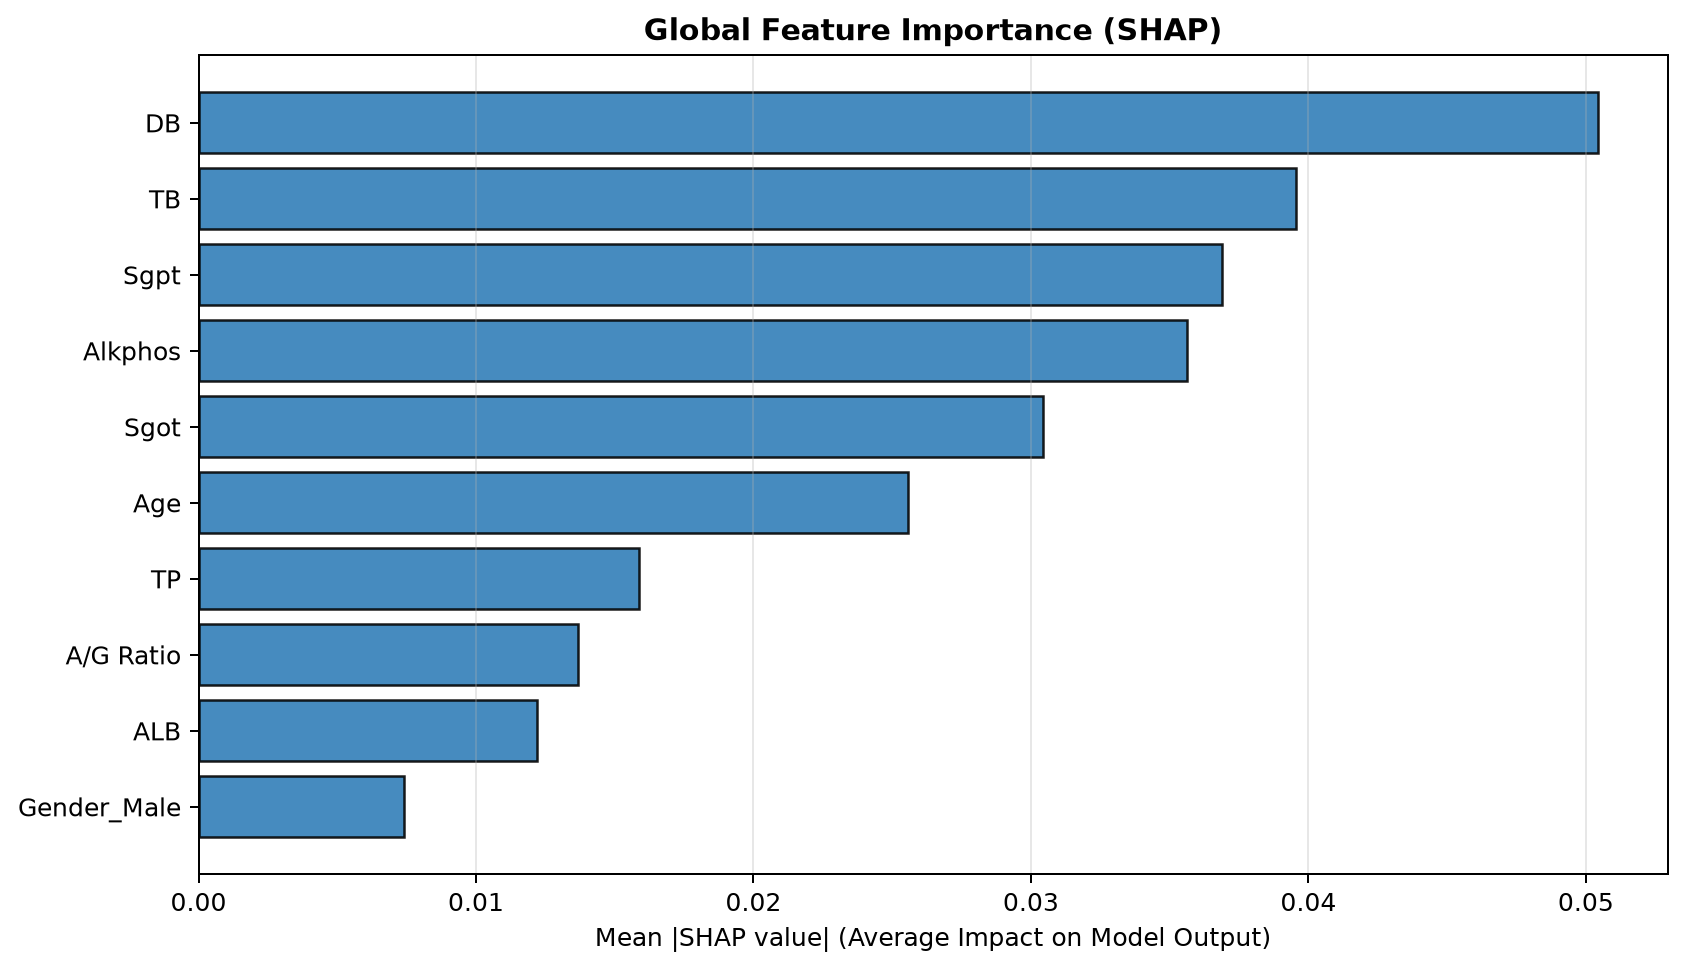 Global Feature Importance (SHAP)
DB
TB
Sgpt
Alkphos
Sgot
Age
TP
A/G Ratio
ALB
Gender_Male
0.00 0.01 0.02 0.03 0.04 0.05
Mean |SHAP value| (Average Impact on Model Output)